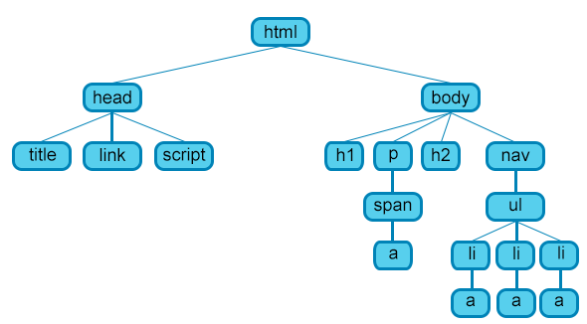 html
head
body
title
link
script
h1
p
h2
nav
span
ul
a
li
li
li
a
a
a